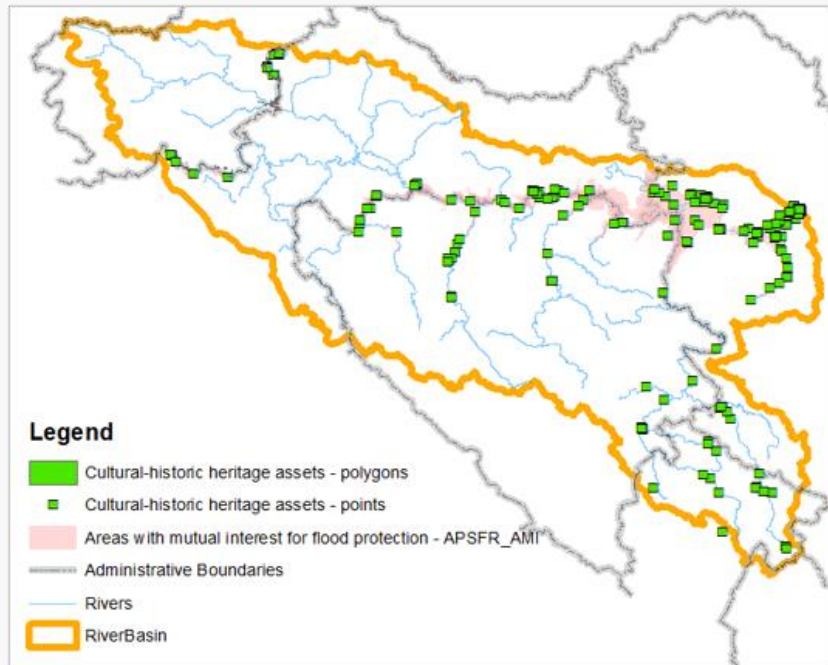 Legend
Cultural-historic heritage assets - polygons
Cultural-historic heritage assets - points
Areas with mutual interest for flood protection - APSFR_AMI
Administrative Boundaries
Rivers
RiverBasin